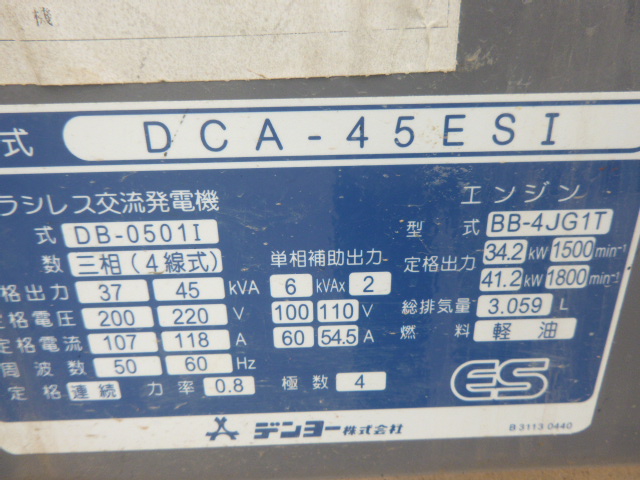 機
式 DCA-45ESI
ラシレス交流発電機
式 DB-0501I
数 三相(4線式)
格出力 37 45 kVA
定格電圧 200 220 V
定格電流 107 118 A
周波数 50 60 Hz
定格 連続 力率 0.8 極数 4
単相補助出力
6 kVAx 2
100 110 V
60 54.5 A
エンジン
型式 BB-4JG1T
定格出力 34.2 kW 1500 min⁻¹
41.2 kW 1800 min⁻¹
総排気量 3.059 L
燃料 軽油
ES
デンヨー株式会社
B 3113 0440